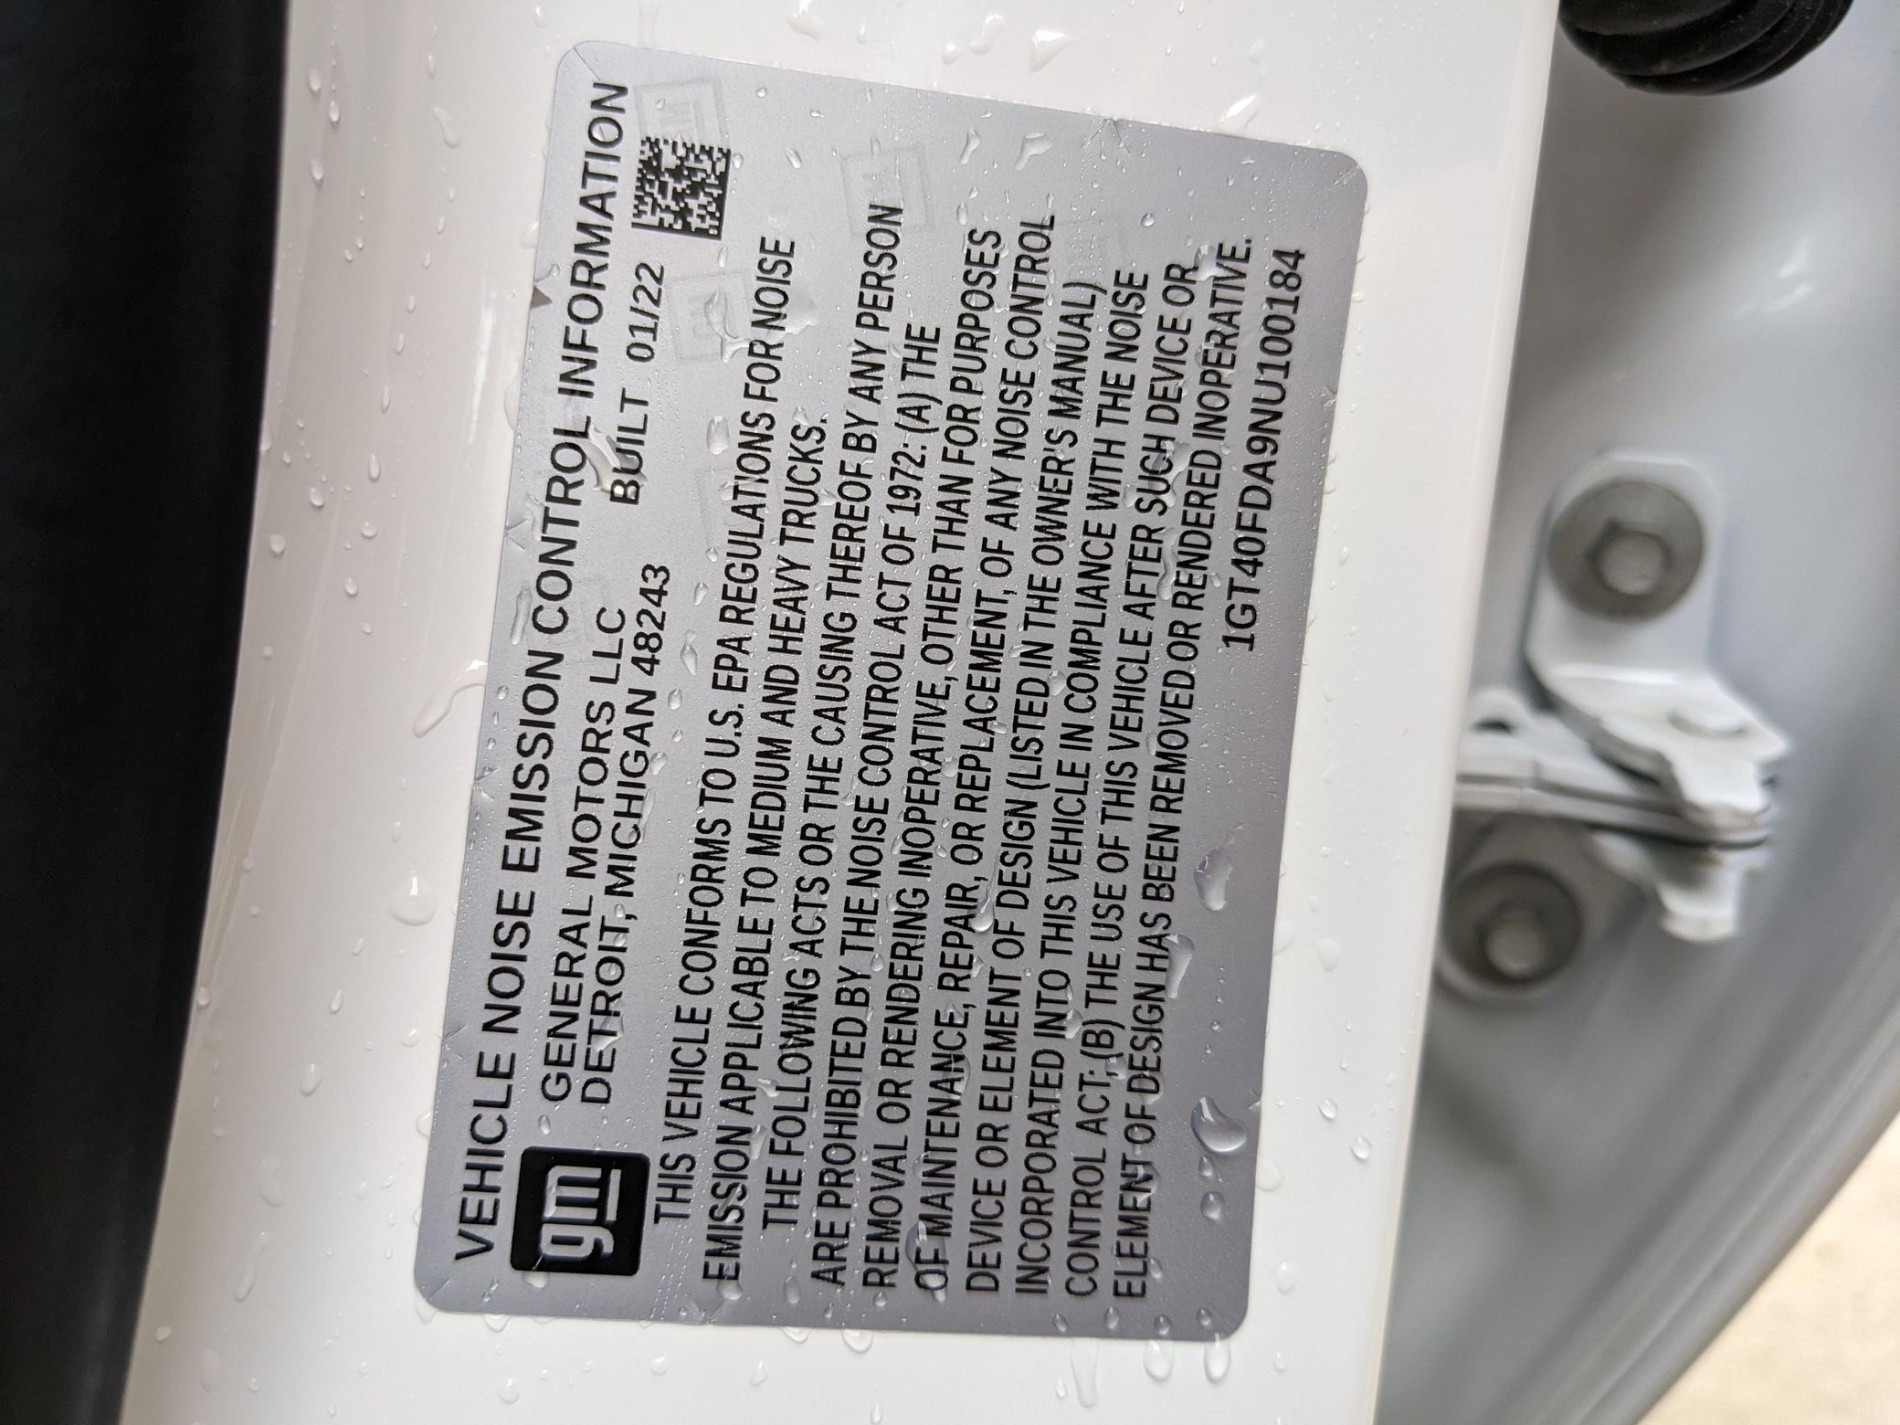 VEHICLE NOISE EMISSION CONTROL INFORMATION
gm
GENERAL MOTORS LLC
DETROIT, MICHIGAN 48243
BUILT 01/22
THIS VEHICLE CONFORMS TO U.S. EPA REGULATIONS FOR NOISE
EMISSION APPLICABLE TO MEDIUM AND HEAVY TRUCKS.
THE FOLLOWING ACTS OR THE CAUSING THEREOF BY ANY PERSON
ARE PROHIBITED BY THE NOISE CONTROL ACT OF 1972: (A) THE
REMOVAL OR RENDERING INOPERATIVE, OTHER THAN FOR PURPOSES
OF MAINTENANCE, REPAIR, OR REPLACEMENT, OF ANY NOISE CONTROL
DEVICE OR ELEMENT OF DESIGN (LISTED IN THE OWNER'S MANUAL)
INCORPORATED INTO THIS VEHICLE IN COMPLIANCE WITH THE NOISE
CONTROL ACT; (B) THE USE OF THIS VEHICLE AFTER SUCH DEVICE OR
ELEMENT OF DESIGN HAS BEEN REMOVED OR RENDERED INOPERATIVE.
1GT40FDA9NU100184